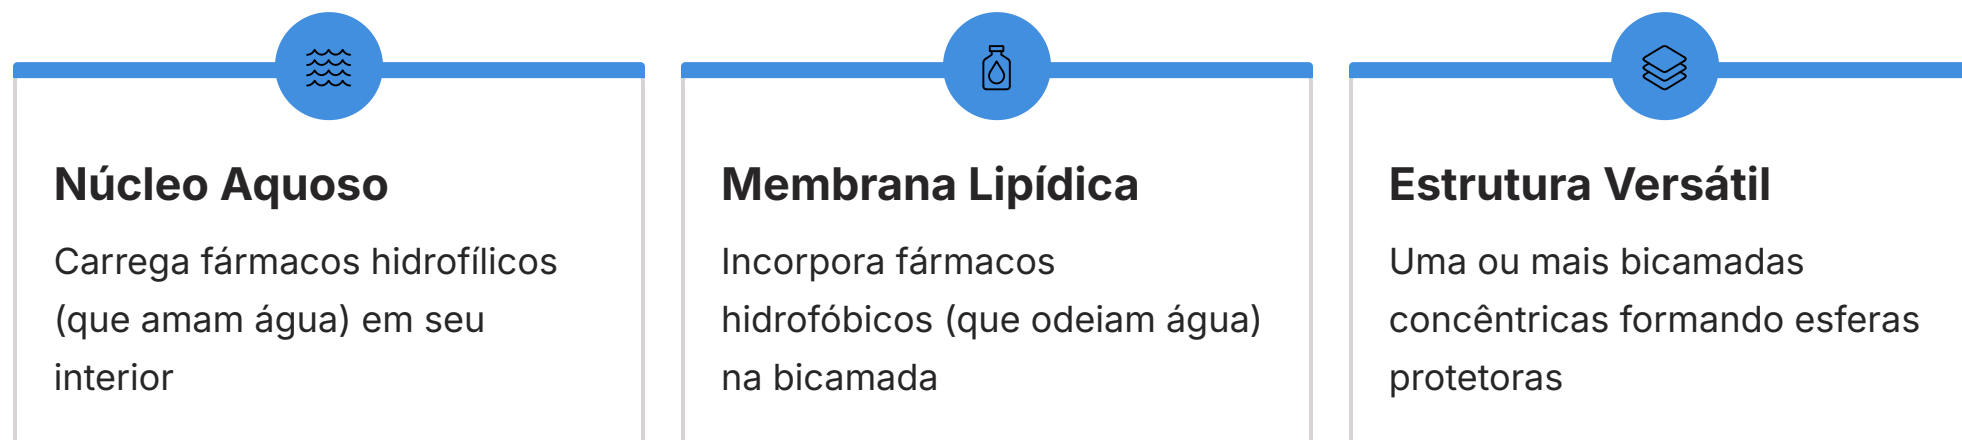 Núcleo Aquoso
Carrega fármacos hidrofílicos
(que amam água) em seu
interior
Membrana Lipídica
Incorpora fármacos
hidrofóbicos (que odeiam água)
na bicamada
Estrutura Versátil
Uma ou mais bicamadas
concêntricas formando esferas
protetoras